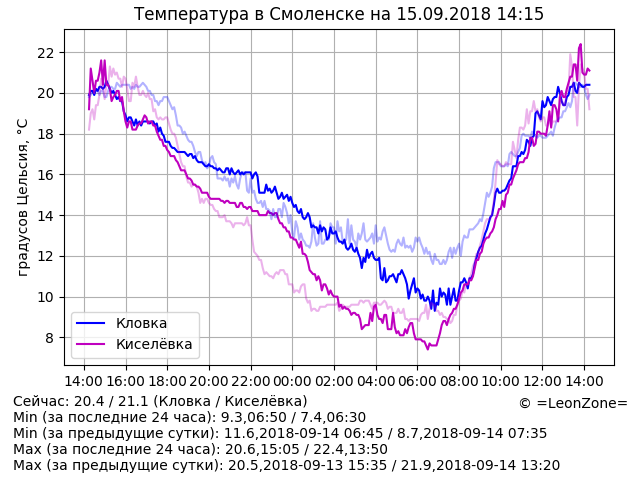 Температура в Смоленске на 15.09.2018 14:15
градусов Цельсия, °C
22
20
18
16
14
12
10
8
Кловка
Киселёвка
14:00 16:00 18:00 20:00 22:00 00:00 02:00 04:00 06:00 08:00 10:00 12:00 14:00
Сейчас: 20.4 / 21.1 (Кловка / Киселёвка)
© =LeonZone=
Min (за последние 24 часа): 9.3,06:50 / 7.4,06:30
Min (за предыдущие сутки): 11.6,2018-09-14 06:45 / 8.7,2018-09-14 07:35
Max (за последние 24 часа): 20.6,15:05 / 22.4,13:50
Max (за предыдущие сутки): 20.5,2018-09-13 15:35 / 21.9,2018-09-14 13:20